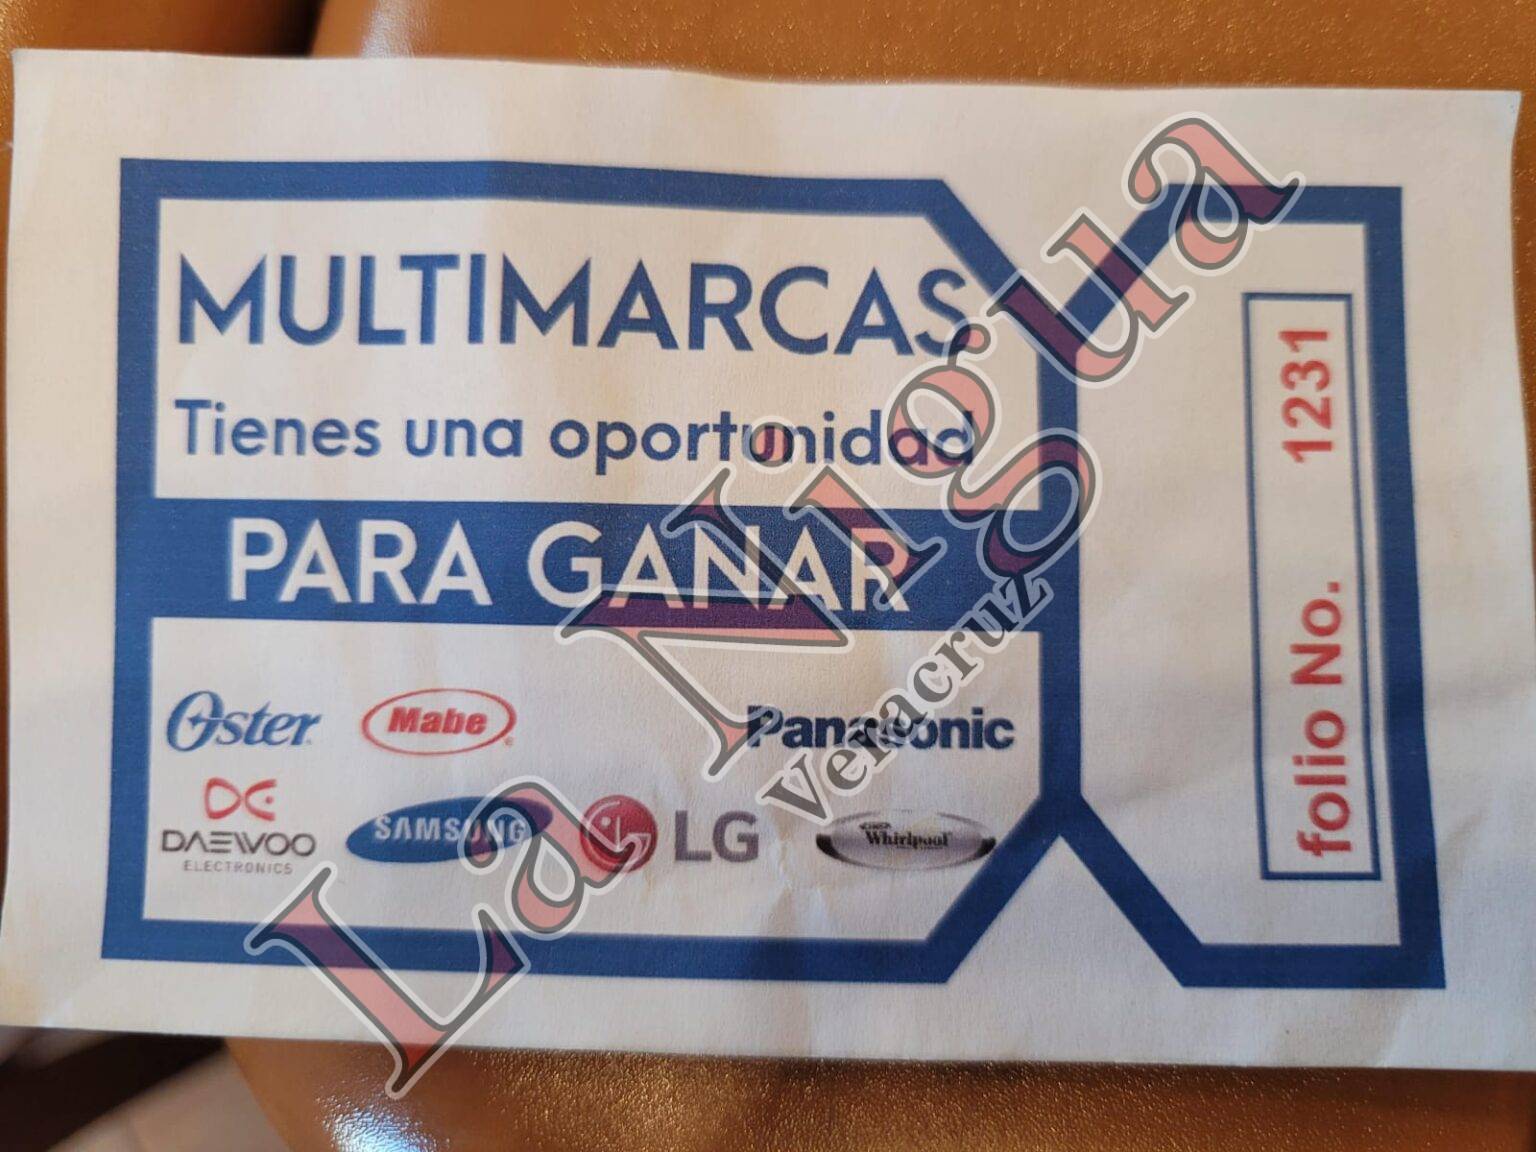 MULTIMARCAS
Tienes una oportunidad
PARA GANAR
Oster
Mabe
Panasonic
DAEWOO
ELECTRONICS
SAMSUNG
LG
Whirlpool
folio No. 1231
La Nigua
Veracruz